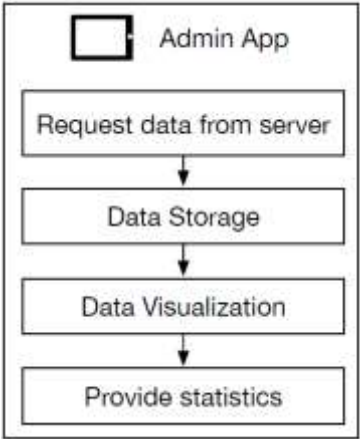 Admin App
Request data from server
Data Storage
Data Visualization
Provide statistics